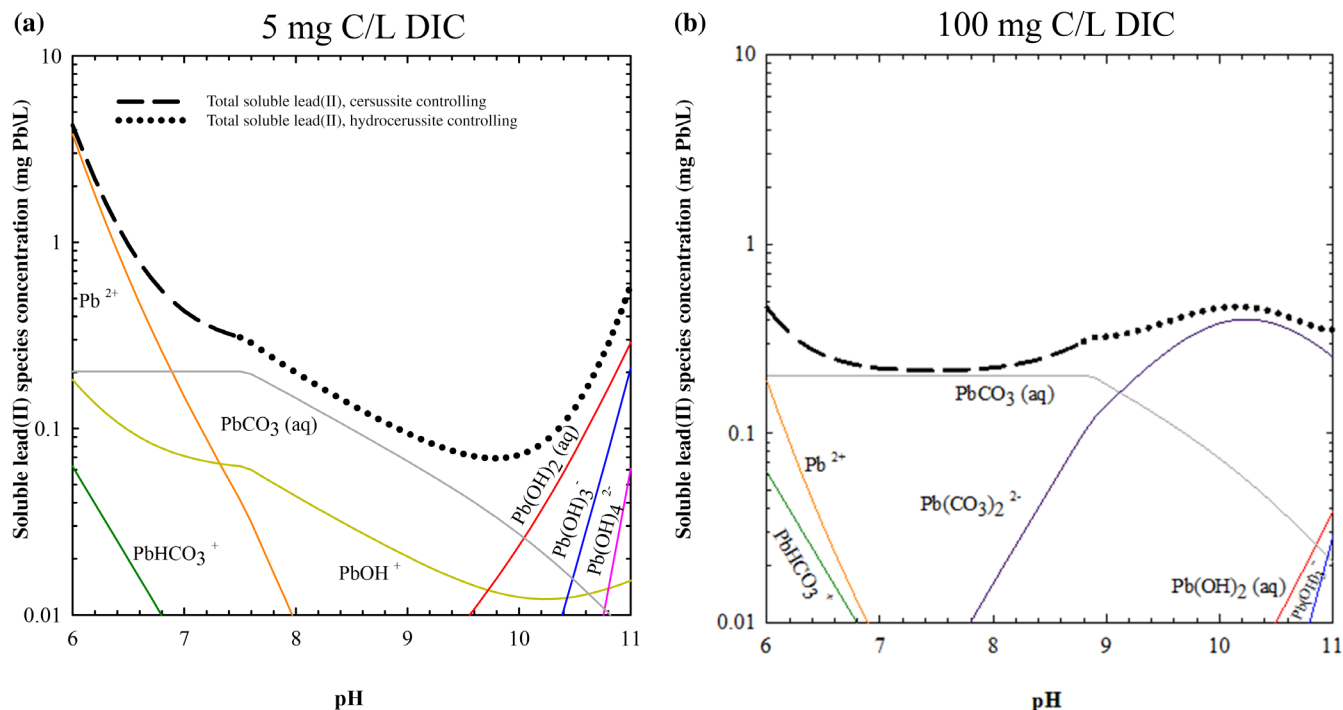 (a)
5 mg C/L DIC
Soluble lead(II) species concentration (mg Pb\L)
10
1
0.1
0.01
Total soluble lead(II), cersussite controlling
Total soluble lead(II), hydrocerussite controlling
Pb 2+
PbCO3 (aq)
PbHCO3 +
PbOH +
Pb(OH)2 (aq)
Pb(OH)3 -
Pb(OH)4 2-
6 7 8 9 10 11
pH
(b)
100 mg C/L DIC
Soluble lead(II) species concentration (mg Pb\L)
10
1
0.1
0.01
PbCO3 (aq)
Pb 2+
PbHCO3 +
Pb(CO3)2 2-
Pb(OH)2 (aq)
Pb(OH)3 -
6 7 8 9 10 11
pH